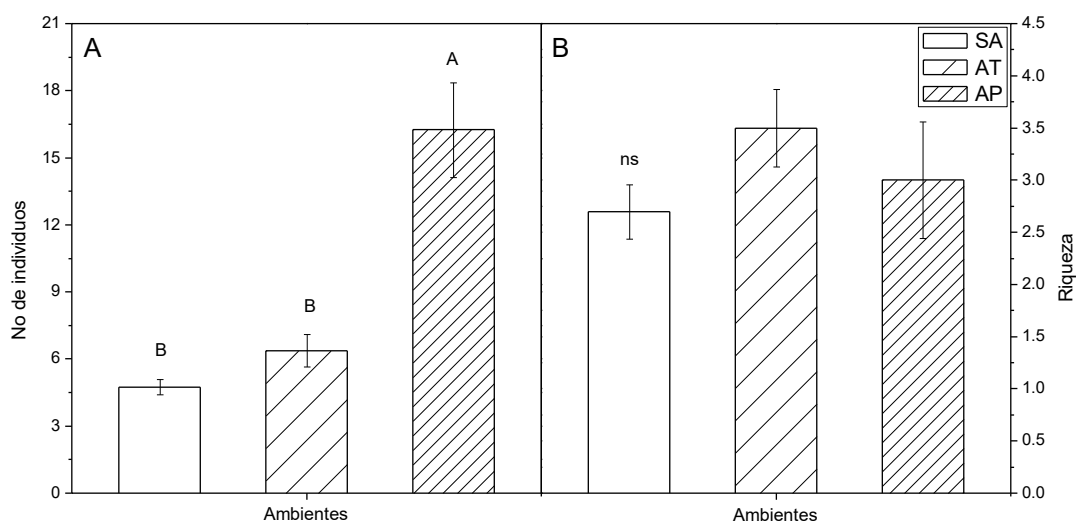 A
B
SA
AT
AP
No de individuos
21
18
15
12
9
6
3
0
B
B
A
ns
4.5
4.0
3.5
3.0
2.5
2.0
1.5
1.0
0.5
0.0
Riqueza
Ambientes
Ambientes